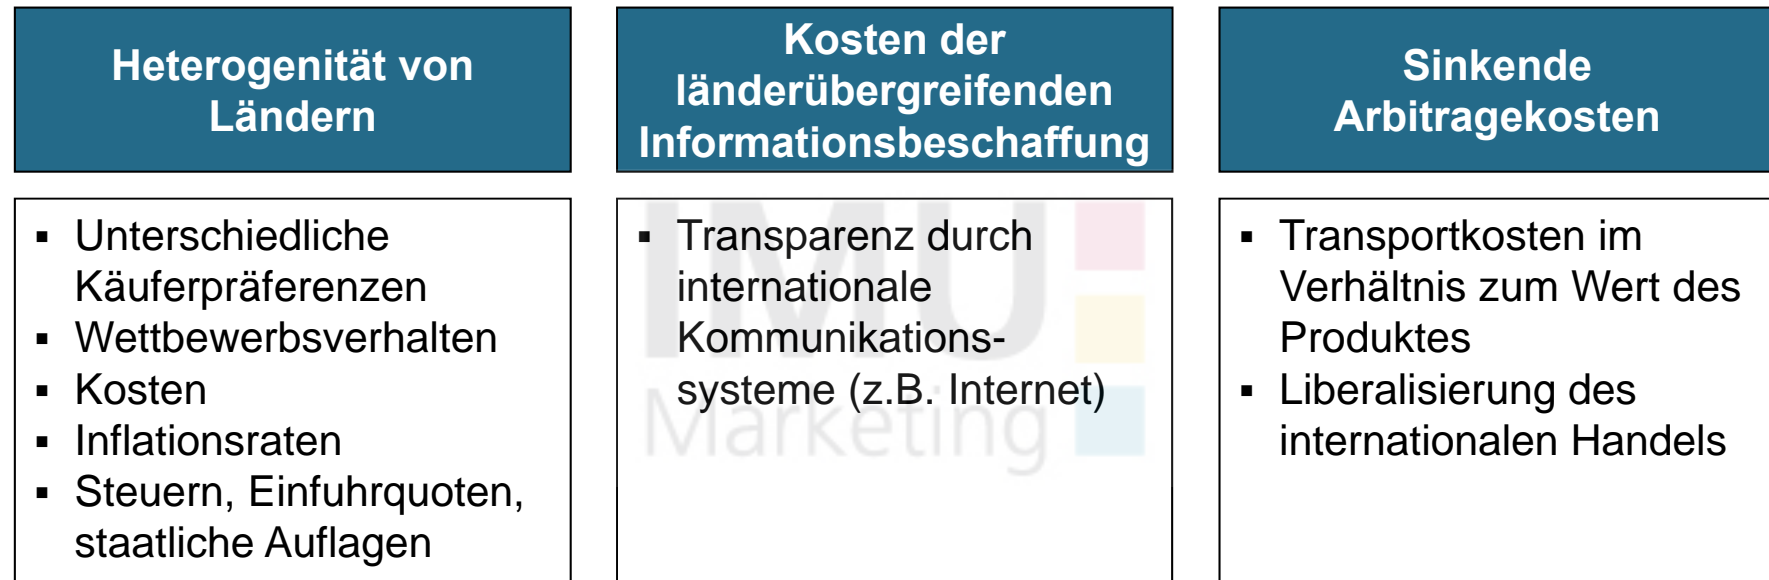 Heterogenität von
Ländern
▪ Unterschiedliche
Käuferpräferenzen
▪ Wettbewerbsverhalten
▪ Kosten
▪ Inflationsraten
▪ Steuern, Einfuhrquoten,
staatliche Auflagen
Kosten der
länderübergreifenden
Informationsbeschaffung
▪ Transparenz durch
internationale
Kommunikations-
systeme (z.B. Internet)
IMU
Marketing
Sinkende
Arbitragekosten
▪ Transportkosten im
Verhältnis zum Wert des
Produktes
▪ Liberalisierung des
internationalen Handels